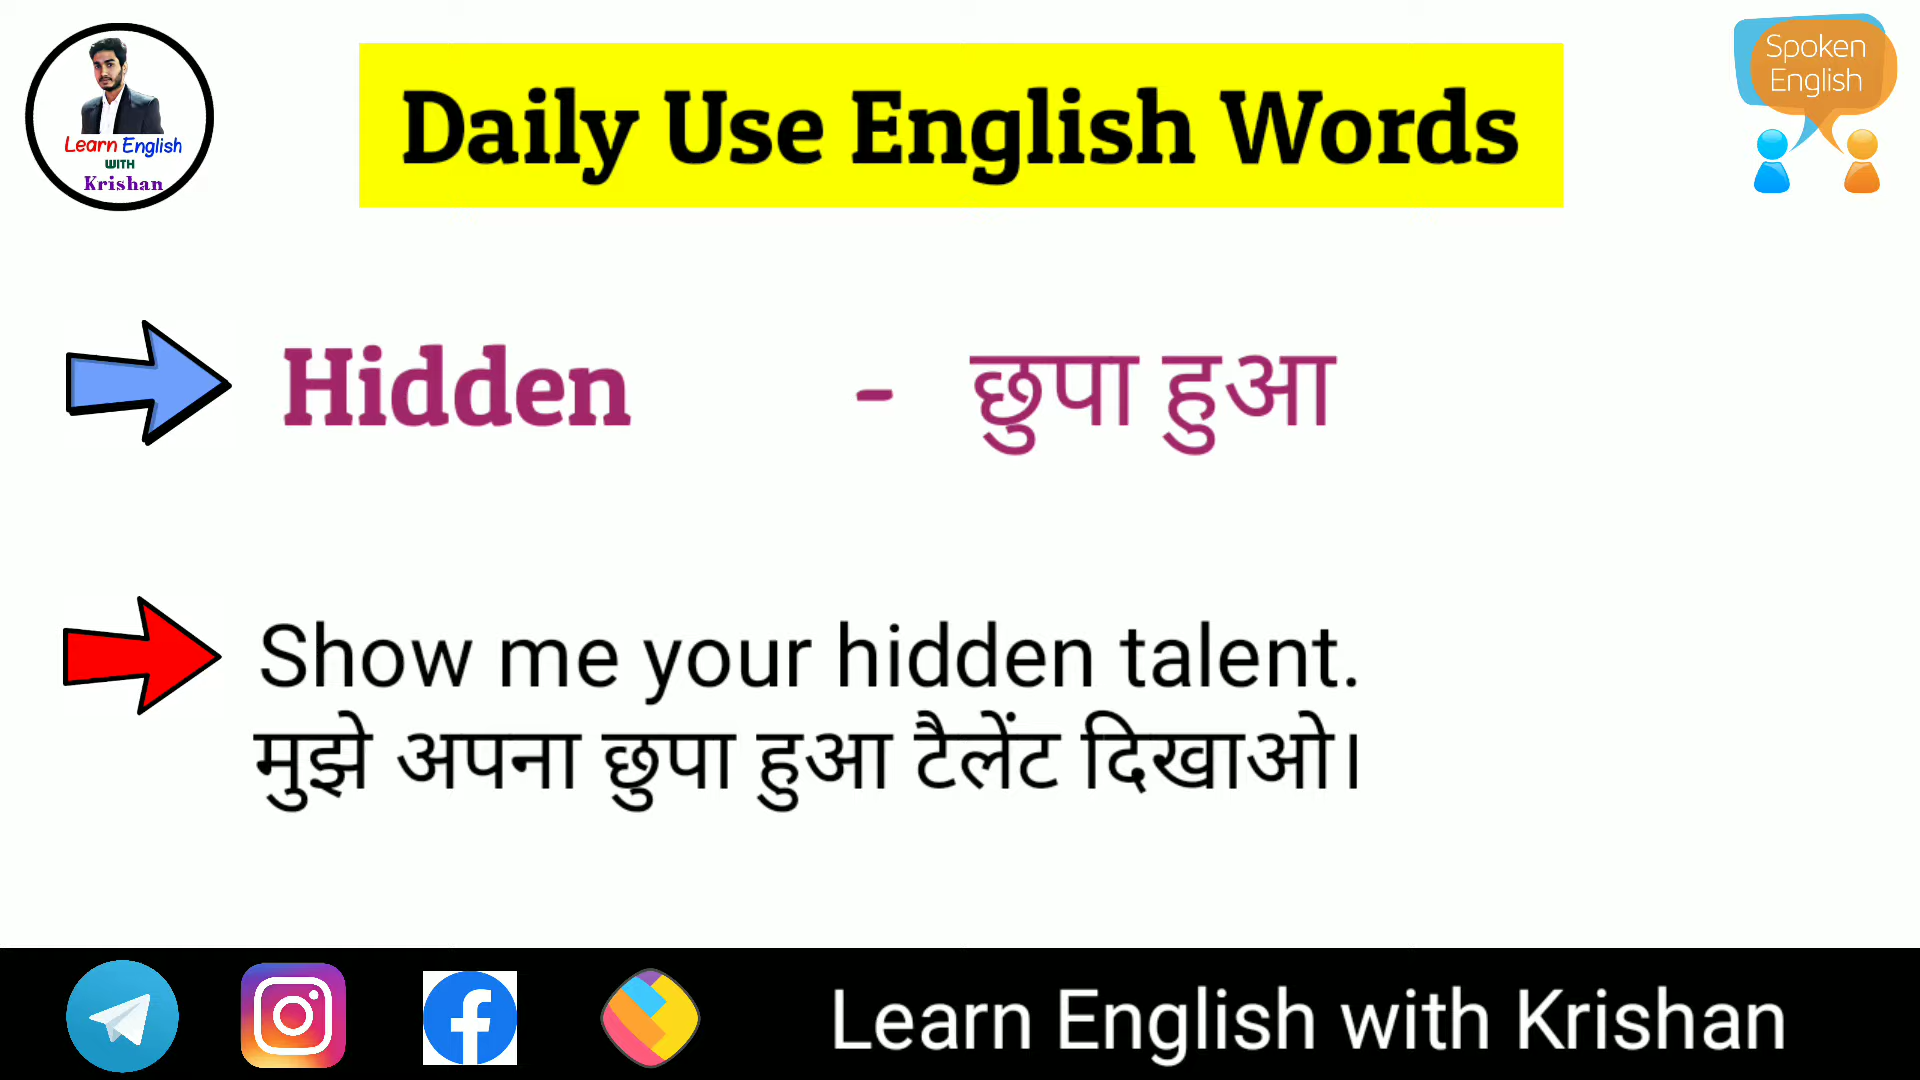 Learn English
WITH
Krishan
Daily Use English Words
Spoken
English
Hidden - छुपा हुआ
Show me your hidden talent.
मुझे अपना छुपा हुआ टैलेंट दिखाओ।
Learn English with Krishan